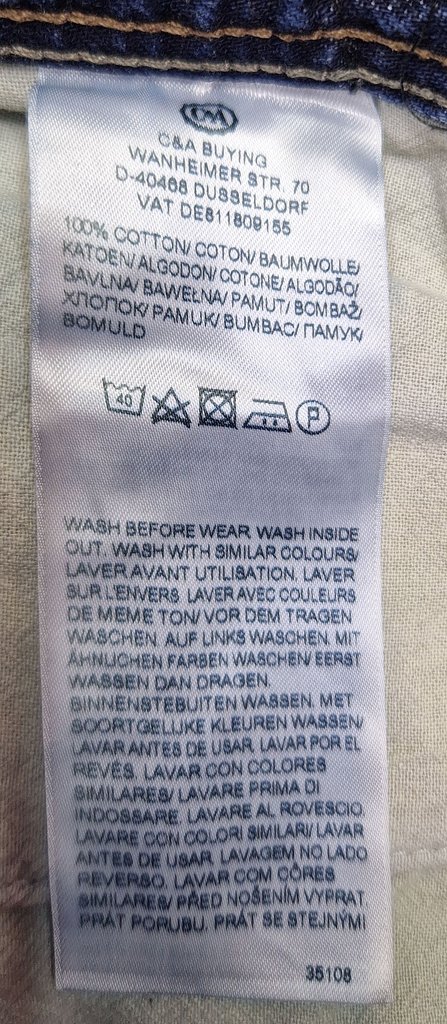 C&A
C&A BUYING
WANHEIMER STR. 70
D-40468 DUSSELDORF
VAT DE811809155
100% COTTON/ COTON/ BAUMWOLLE/
KATOEN/ ALGODON/ COTONE/ ALGODÃO/
BAVLNA/ BAWEŁNA/ PAMUT/ BOMBAŽ/
ХЛОПОК/ PAMUK/ BUMBAC/ ПАМУК/
BOMULD
40
P
WASH BEFORE WEAR. WASH INSIDE
OUT. WASH WITH SIMILAR COLOURS/
LAVER AVANT UTILISATION. LAVER
SUR L'ENVERS. LAVER AVEC COULEURS
DE MEME TON/ VOR DEM TRAGEN
WASCHEN. AUF LINKS WASCHEN. MIT
ÄHNLICHEN FARBEN WASCHEN/ EERST
WASSEN DAN DRAGEN.
BINNENSTEBUITEN WASSEN. MET
SOORTGELIJKE KLEUREN WASSEN/
LAVAR ANTES DE USAR. LAVAR POR EL
REVÉS. LAVAR CON COLORES
SIMILARES/ LAVARE PRIMA DI
INDOSSARE. LAVARE AL ROVESCIO.
LAVARE CON COLORI SIMILARI/ LAVAR
ANTES DE USAR. LAVAGEM NO LADO
REVERSO. LAVAR COM CÔRES
SIMILARES/ PŘED NOŠENÍM VYPRAT.
PRÁT PORUBU. PRÁT SE STEJNÝMI
35108